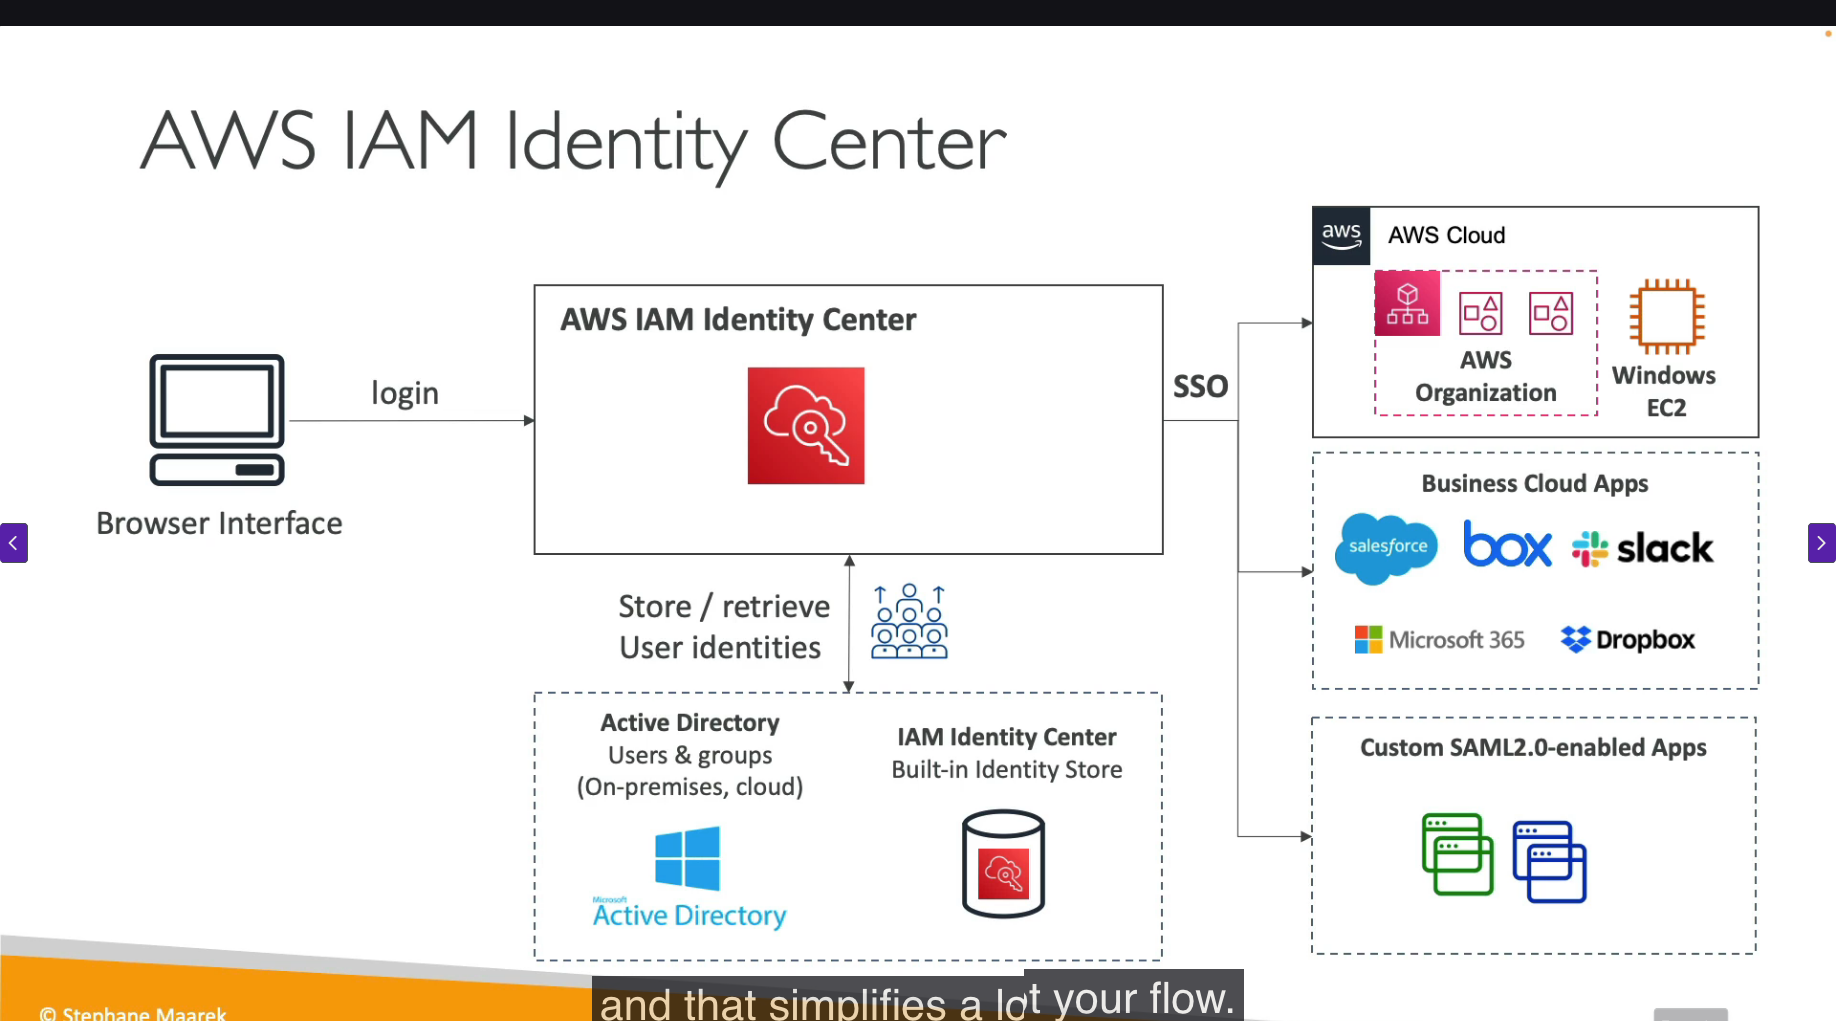 AWS IAM Identity Center
login
Browser Interface
AWS IAM Identity Center
SSO
aws
AWS Cloud
AWS
Organization
Windows
EC2
Business Cloud Apps
salesforce
box
slack
Microsoft 365
Dropbox
Custom SAML2.0-enabled Apps
Store / retrieve
User identities
Active Directory
Users & groups
(On-premises, cloud)
Microsoft
Active Directory
IAM Identity Center
Built-in Identity Store
and that simplifies a lot your flow.
© Stephane Maarek